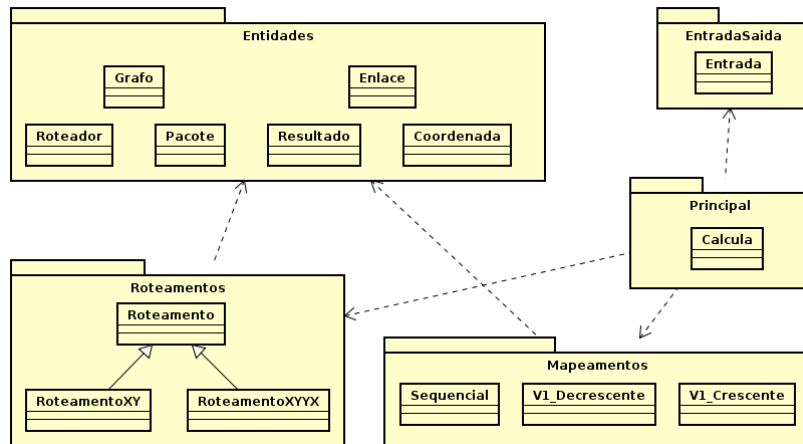 Entidades
EntradaSaida
Grafo
Enlace
Entrada
Roteador
Pacote
Resultado
Coordenada
Principal
Calcula
Roteamentos
Roteamento
Mapeamentos
RoteamentoXY
RoteamentoXYYX
Sequencial
V1_Decrescente
V1_Crescente